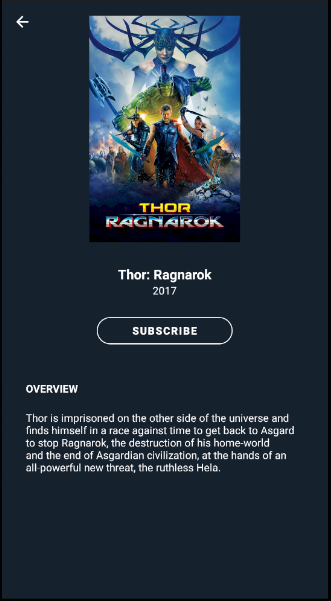 THOR
RAGNAROK
Thor: Ragnarok
2017
SUBSCRIBE
OVERVIEW
Thor is imprisoned on the other side of the universe and
finds himself in a race against time to get back to Asgard
to stop Ragnarok, the destruction of his home-world
and the end of Asgardian civilization, at the hands of an
all-powerful new threat, the ruthless Hela.